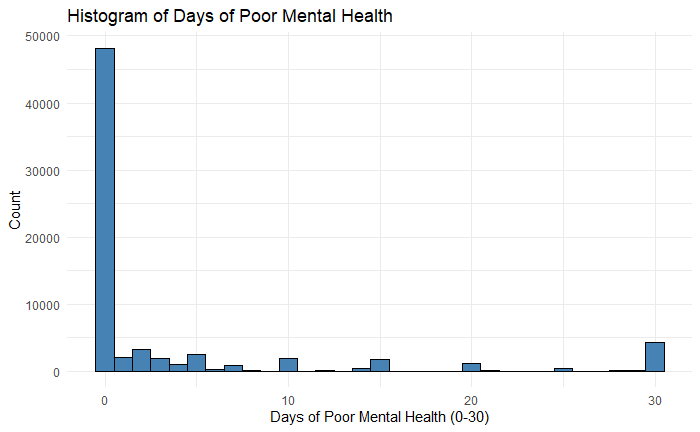 Histogram of Days of Poor Mental Health
Count
50000
40000
30000
20000
10000
0
0 10 20 30
Days of Poor Mental Health (0-30)